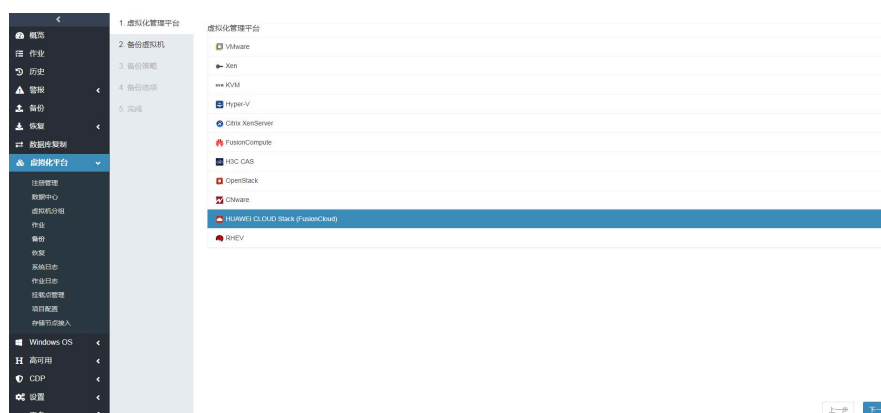 概览
作业
历史
警报
备份
恢复
数据库复制
虚拟化平台
注册管理
数据中心
虚拟机分组
作业
备份
恢复
系统日志
作业日志
挂载点管理
项目配置
存储节点接入
Windows OS
高可用
CDP
设置
1. 虚拟化管理平台
2. 备份虚拟机
3. 备份策略
4. 备份选项
5. 完成
虚拟化管理平台
VMware
Xen
KVM
Hyper-V
Citrix XenServer
FusionCompute
H3C CAS
OpenStack
CNware
HUAWEI CLOUD Stack (FusionCloud)
RHEV
上一步
下一